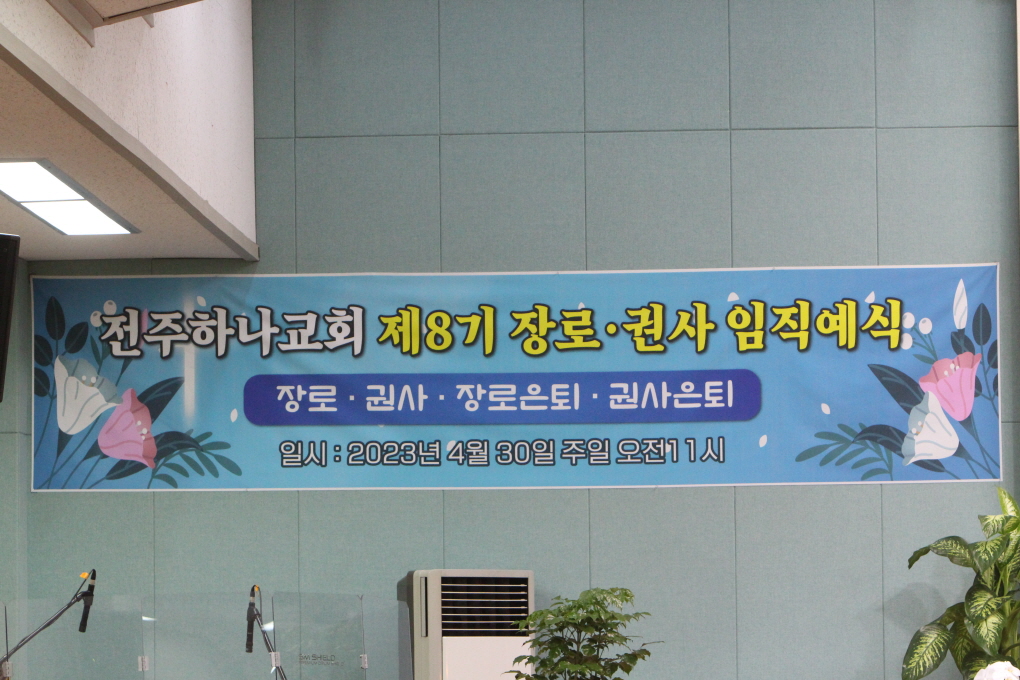 전주하나교회 제8기 장로·권사 임직예식
장로 · 권사 · 장로은퇴 · 권사은퇴
일시 : 2023년 4월 30일 주일 오전11시